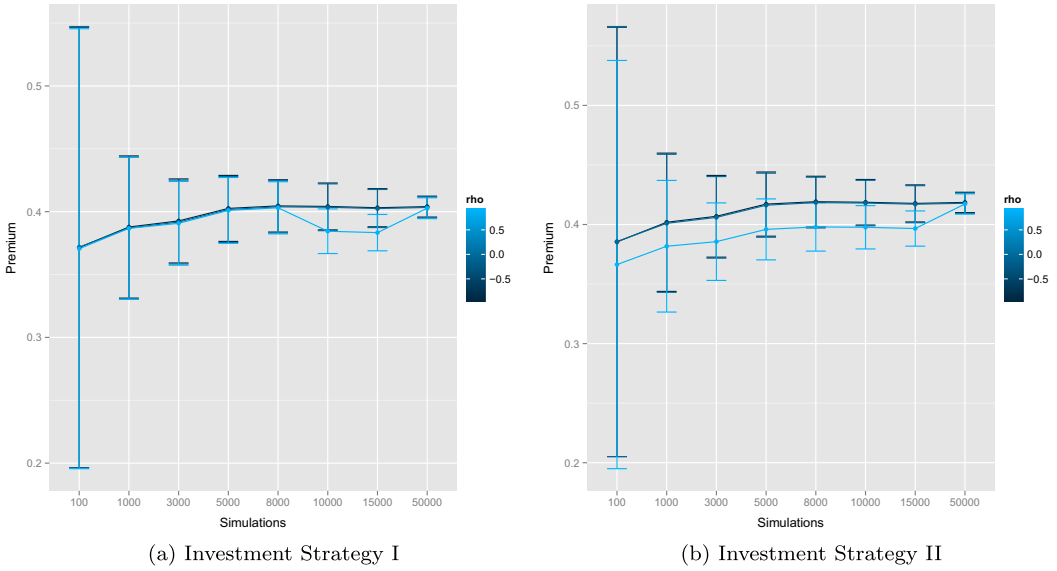 0.5
0.4
0.3
0.2
Premium
100 1000 3000 5000 8000 10000 15000 50000
Simulations
rho
0.5
0.0
−0.5
(a) Investment Strategy I
0.5
0.4
0.3
0.2
Premium
100 1000 3000 5000 8000 10000 15000 50000
Simulations
rho
0.5
0.0
−0.5
(b) Investment Strategy II